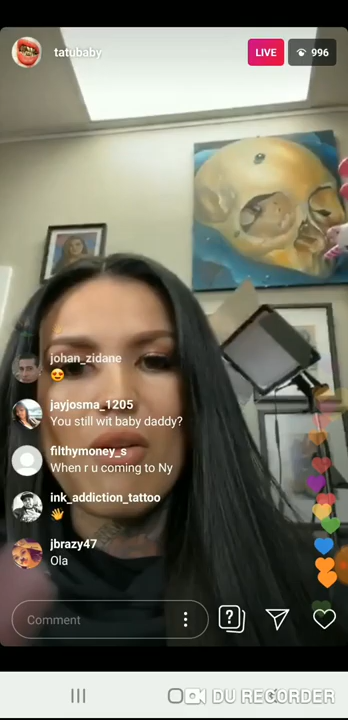 tatubaby
LIVE 996
johan_zidane
😍
jayjosma_1205
You still wit baby daddy?
filthymoney_s
When r u coming to Ny
ink_addiction_tattoo
👋
jbrazy47
Ola
Comment
DU RECORDER